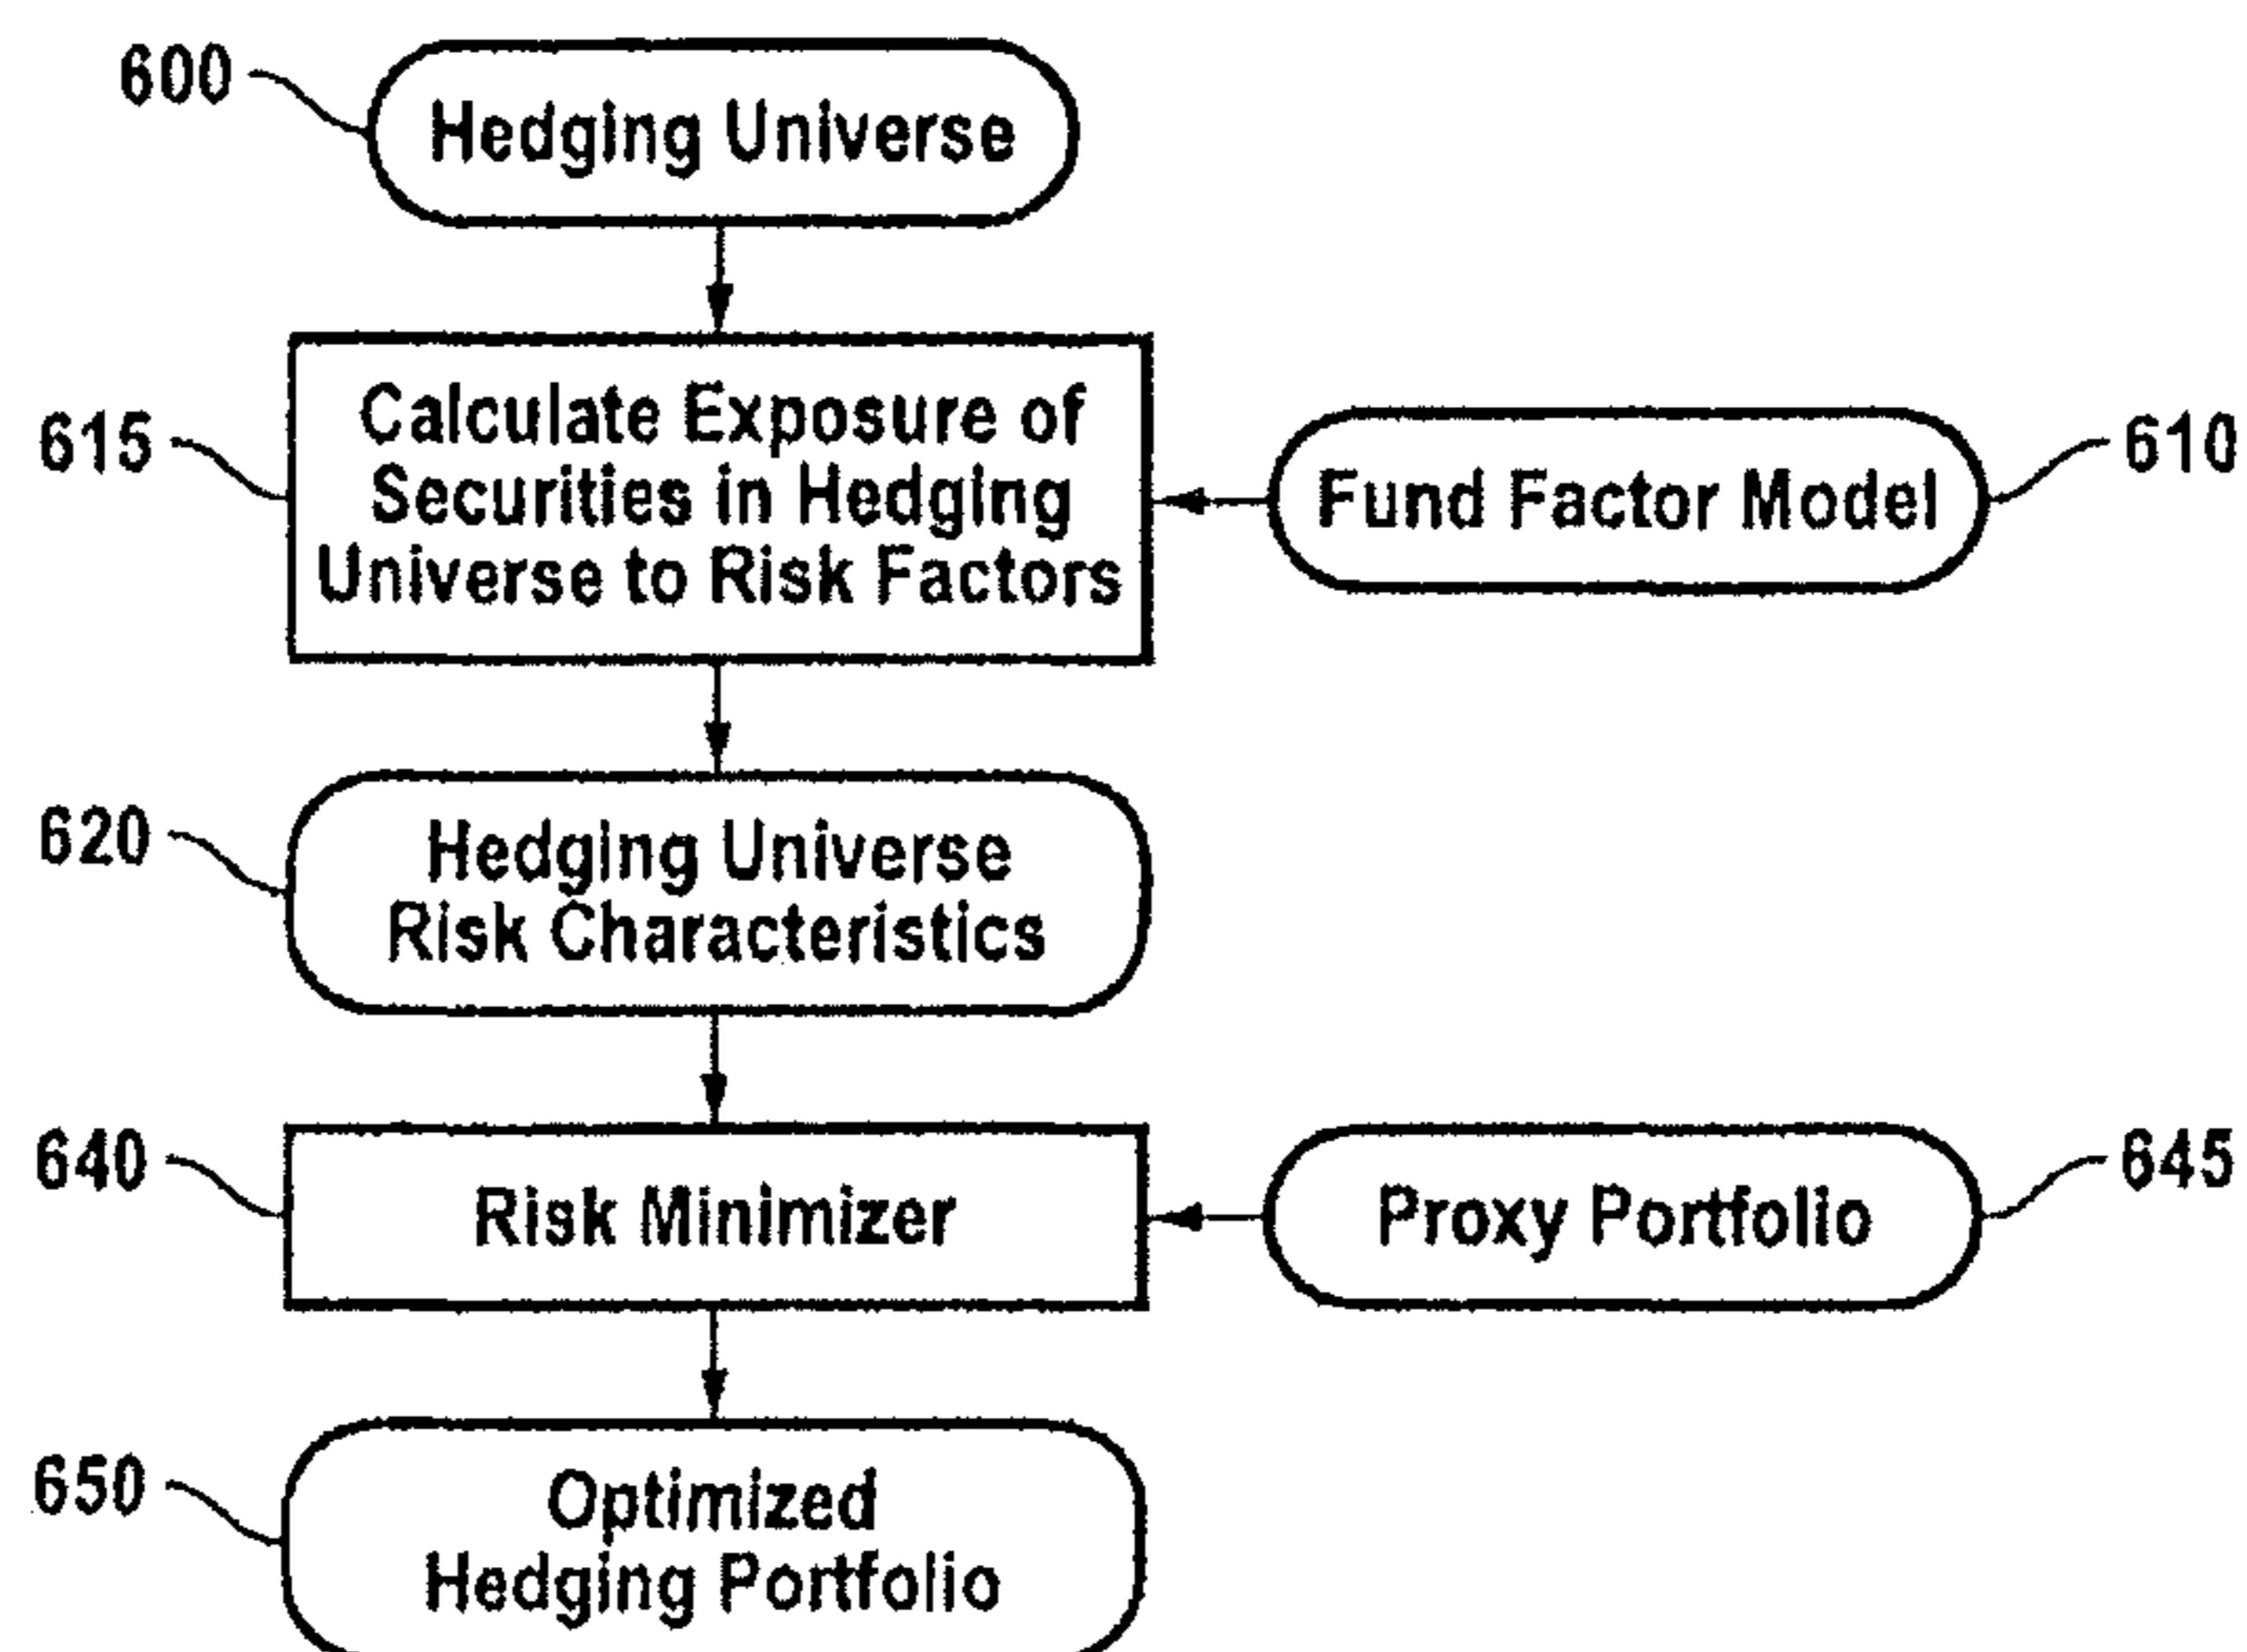 600
Hedging Universe
615
Calculate Exposure of
Securities in Hedging
Universe to Risk Factors
Fund Factor Model
610
620
Hedging Universe
Risk Characteristics
640
Risk Minimizer
Proxy Portfolio
645
650
Optimized
Hedging Portfolio